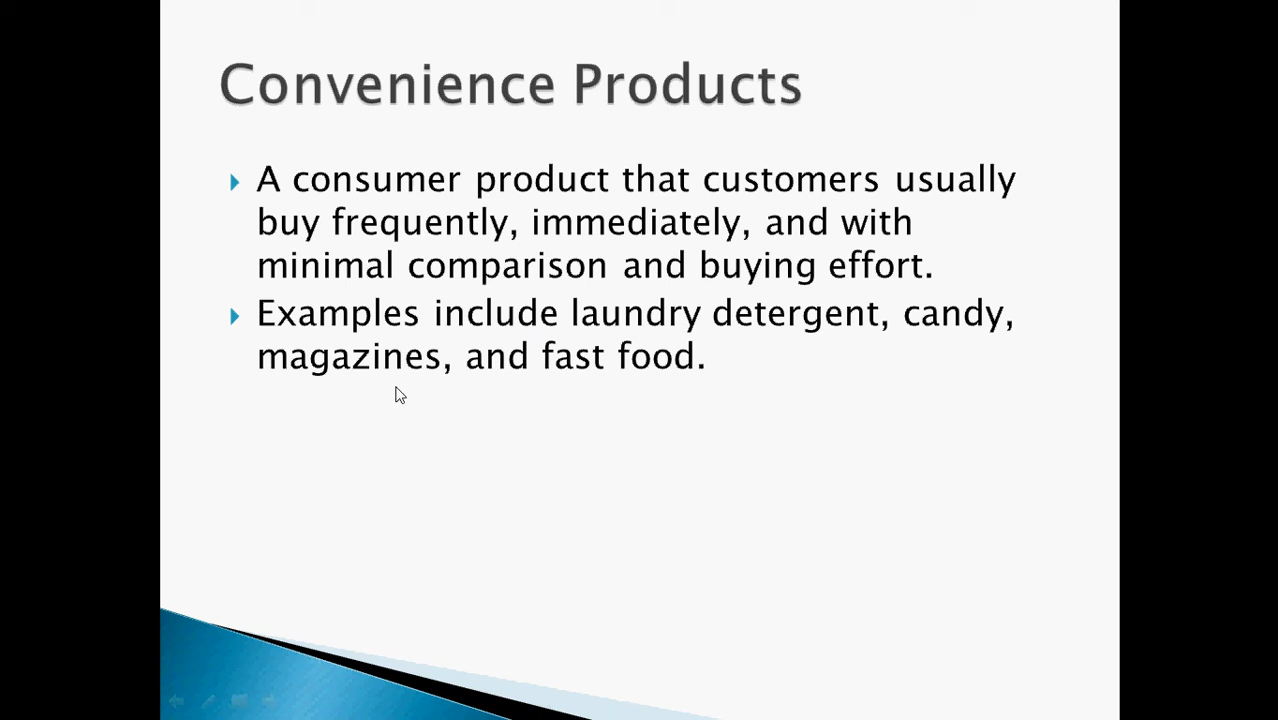 Convenience Products
A consumer product that customers usually
buy frequently, immediately, and with
minimal comparison and buying effort.
Examples include laundry detergent, candy,
magazines, and fast food.